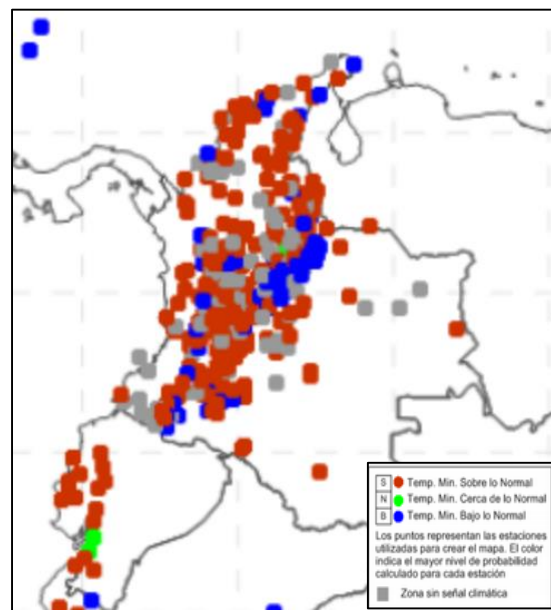 S Temp. Min. Sobre lo Normal
N Temp. Min. Cerca de lo Normal
B Temp. Min. Bajo lo Normal
Los puntos representan las estaciones
utilizadas para crear el mapa. El color
indica el mayor nivel de probabilidad
calculado para cada estación
Zona sin señal climática